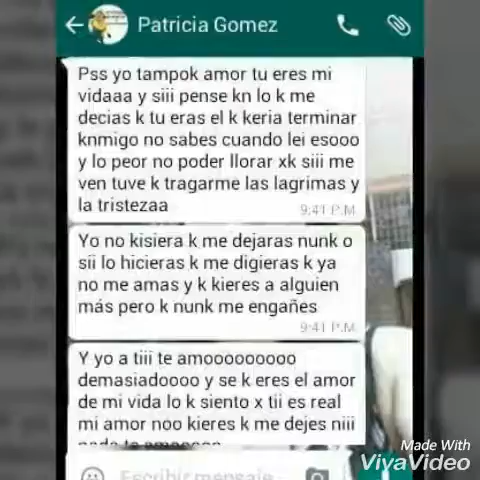 Patricia Gomez
Pss yo tampok amor tu eres mi
vidaaa y siii pense kn lo k me
decias k tu eras el k keria terminar
knmigo no sabes cuando lei esooo
y lo peor no poder llorar xk siii me
ven tuve k tragarme las lagrimas y
la tristezaa
9:41 P.M
Yo no kisiera k me dejaras nunk o
sii lo hicieras k me digieras k ya
no me amas y k kieres a alguien
más pero k nunk me engañes
9:41 P.M
Y yo a tiii te amooooooooo
demasiadoooo y se k eres el amor
de mi vida lo k siento x tii es real
mi amor noo kieres k me dejes niii
Escribir mensaje
Made With
VivaVideo